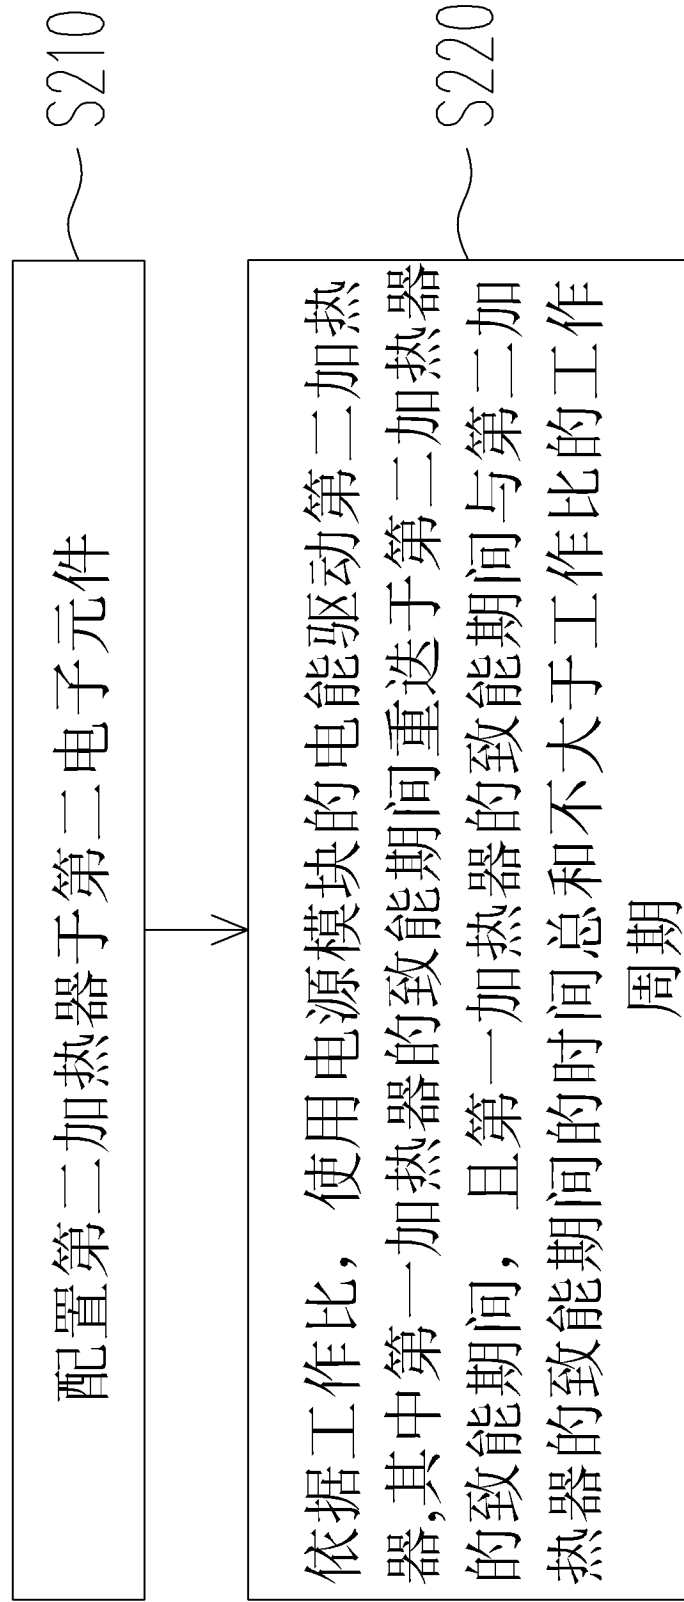 配置第二加热器于第二电子元件
S210
依据工作比，使用电源模块的电能驱动第二加热
器,其中第一加热器的致能期间重迭于第二加热器
的致能期间，且第一加热器的致能期间与第二加
热器的致能期间的时间总和不大于工作比的工作
周期
S220